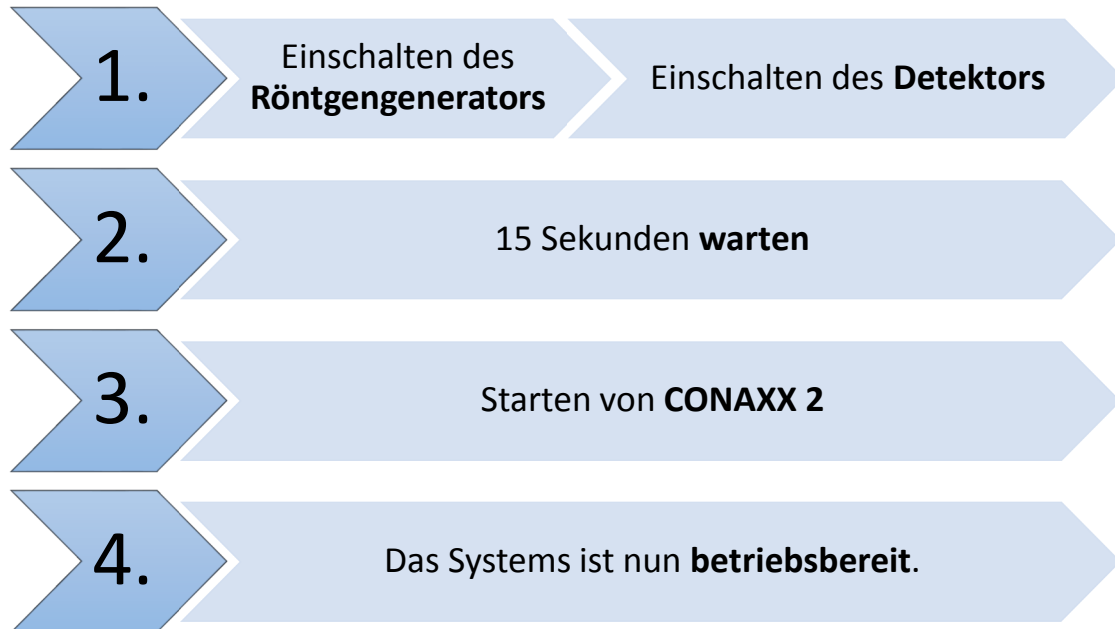 1.
Einschalten des
Röntgengenerators
Einschalten des Detektors
2.
15 Sekunden warten
3.
Starten von CONAXX 2
4.
Das Systems ist nun betriebsbereit.